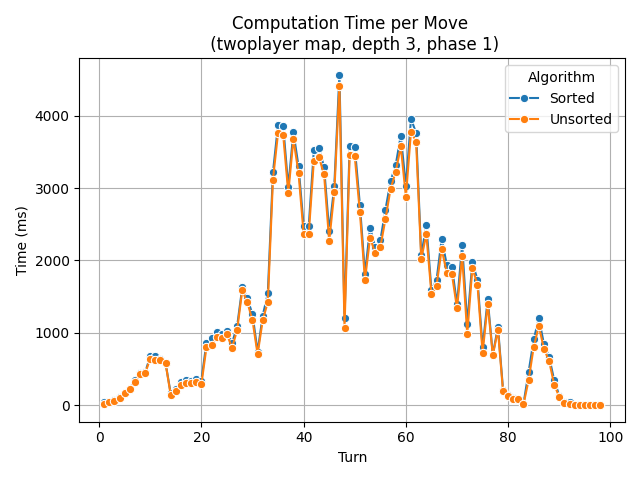 Computation Time per Move
(twoplayer map, depth 3, phase 1)
Algorithm
Sorted
Unsorted
Time (ms)
4000
3000
2000
1000
0
0 20 40 60 80 100
Turn